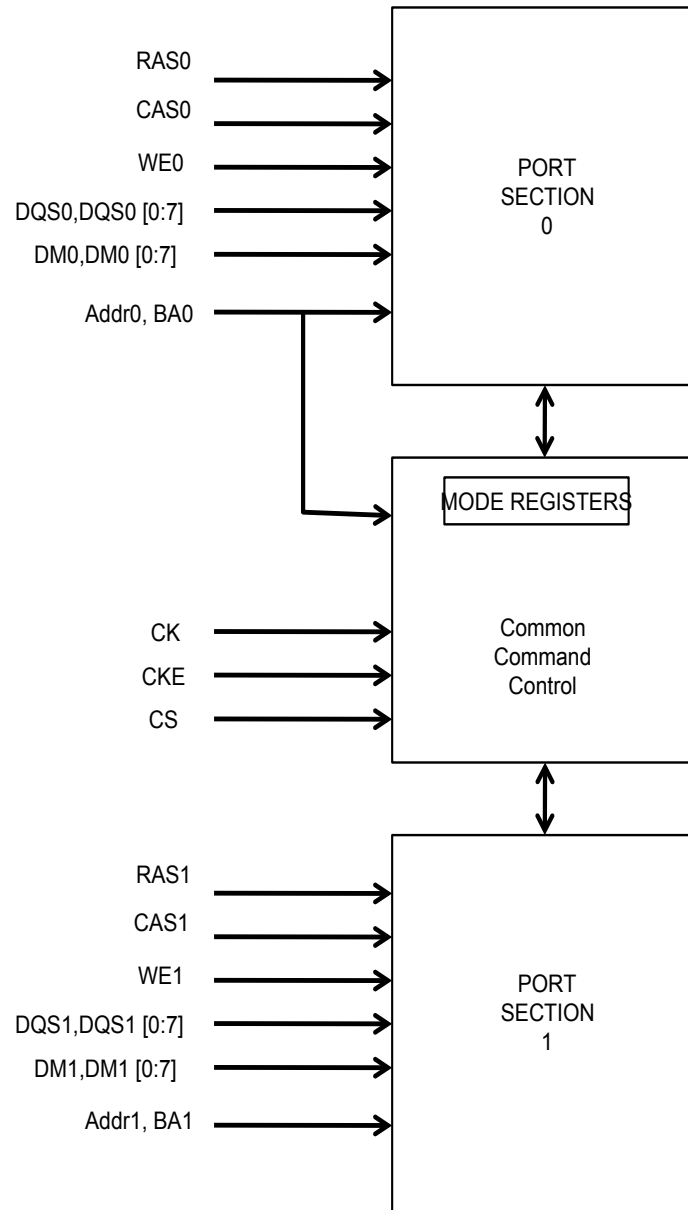 RAS0
CAS0
WE0
DQS0,DQS0 [0:7]
DM0,DM0 [0:7]
Addr0, BA0
PORT
SECTION
0
MODE REGISTERS
Common
Command
Control
CK
CKE
CS
RAS1
CAS1
WE1
DQS1,DQS1 [0:7]
DM1,DM1 [0:7]
Addr1, BA1
PORT
SECTION
1